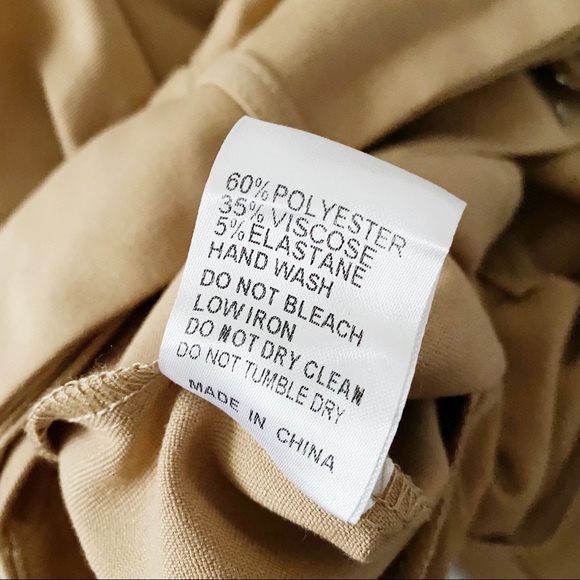 60% POLYESTER
35% VISCOSE
5% ELASTANE
HAND WASH
DO NOT BLEACH
LOW IRON
DO NOT DRY CLEAN
DO NOT TUMBLE DRY
MADE IN CHINA